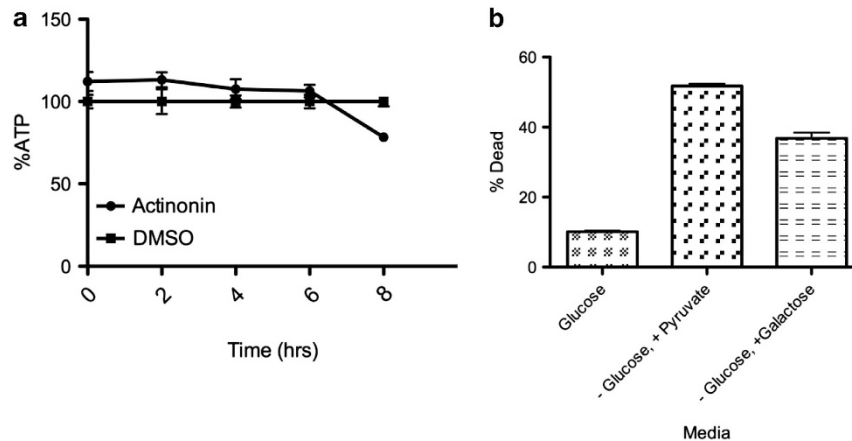 a
150
100
50
0
%ATP
Actinonin
DMSO
0 2 4 6 8
Time (hrs)
b
60
40
20
0
% Dead
Glucose
- Glucose, + Pyruvate
- Glucose, +Galactose
Media